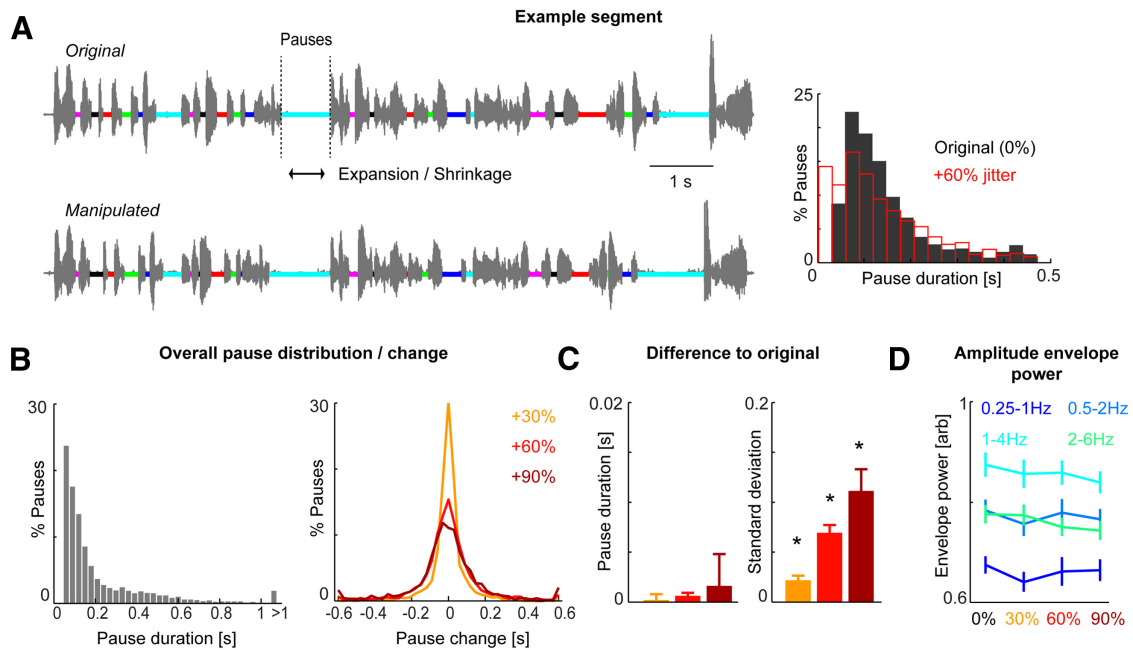 A
Example segment
Original
Pauses
Expansion / Shrinkage
1 s
Manipulated
25
% Pauses
0
Original (0%)
+60% jitter
0
Pause duration [s]
0.5
B
Overall pause distribution / change
30
% Pauses
0
0
0.2
0.4
0.6
0.8
1
>1
Pause duration [s]
30
% Pauses
0
+30%
+60%
+90%
-0.6
-0.4
-0.2
0
0.2
0.4
0.6
Pause change [s]
C
Difference to original
0.02
Pause duration [s]
0
0.2
Standard deviation
0
*
*
*
D
Amplitude envelope
power
1
Envelope power [arb]
0.6
0.25-1Hz
0.5-2Hz
1-4Hz
2-6Hz
0%
30%
60%
90%